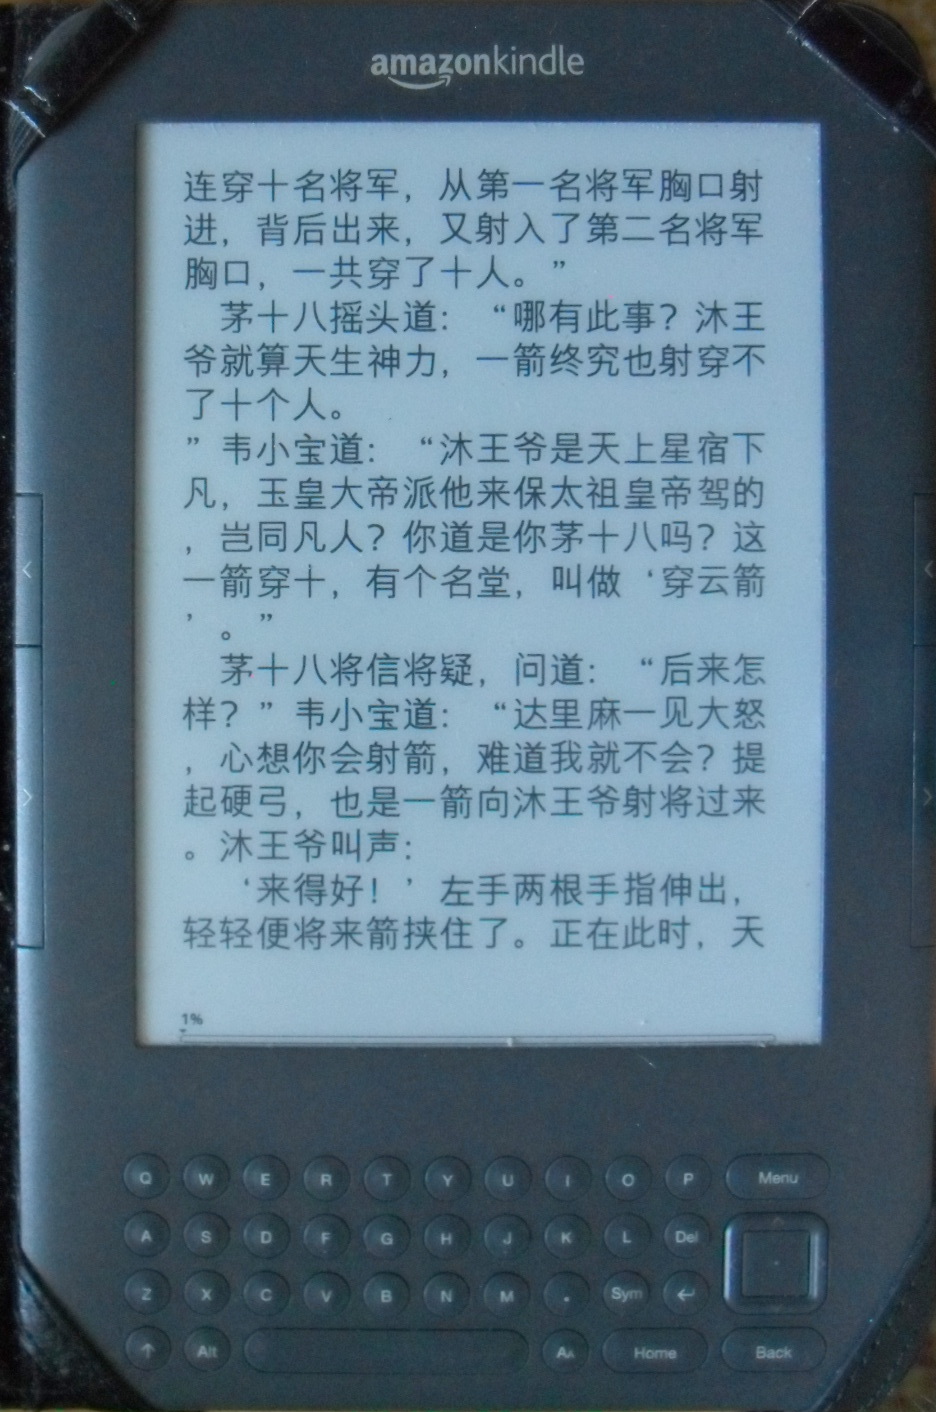 amazonkindle
连穿十名将军，从第一名将军胸口射
进，背后出来，又射入了第二名将军
胸口，一共穿了十人。”
茅十八摇头道：“哪有此事？沐王
爷就算天生神力，一箭终究也射穿不
了十个人。
”韦小宝道：“沐王爷是天上星宿下
凡，玉皇大帝派他来保太祖皇帝驾的
，岂同凡人？你道是你茅十八吗？这
一箭穿十，有个名堂，叫做‘穿云箭
’。”
茅十八将信将疑，问道：“后来怎
样？”韦小宝道：“达里麻一见大怒
，心想你会射箭，难道我就不会？提
起硬弓，也是一箭向沐王爷射将过来
。沐王爷叫声：
‘来得好！’左手两根手指伸出，
轻轻便将来箭挟住了。正在此时，天
1%
Q W E R T Y U I O P Menu
A S D F G H J K L Del
Z X C V B N M . Sym ↵
↑ Alt Aᴀ Home Back